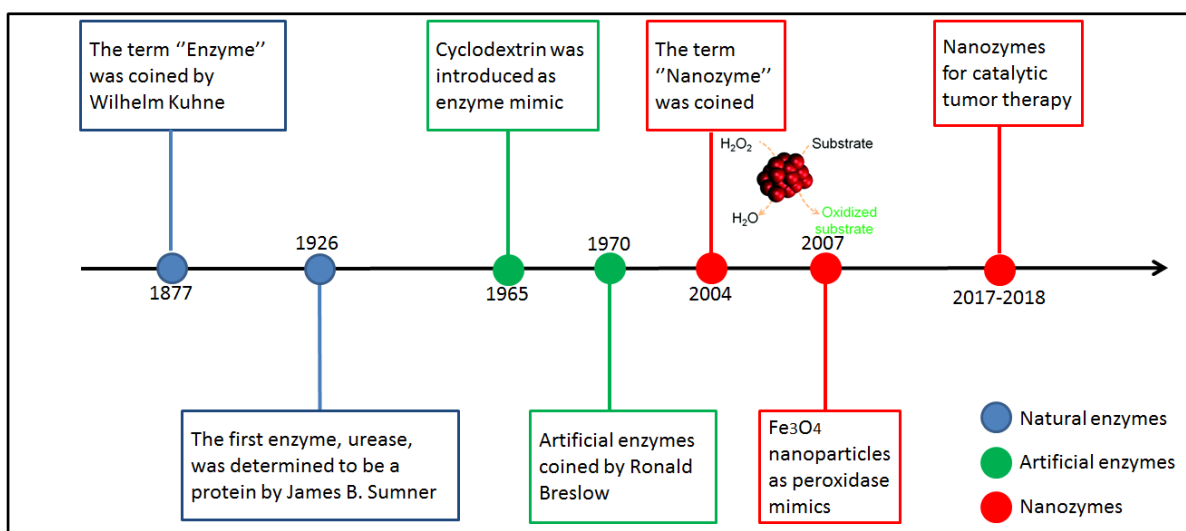 The term ‘’Enzyme’’
was coined by
Wilhelm Kuhne
Cyclodextrin was
introduced as
enzyme mimic
The term
‘’Nanozyme’’
was coined
Nanozymes
for catalytic
tumor therapy
H2O2
Substrate
H2O
Oxidized
substrate
1877
1926
1965
1970
2004
2007
2017-2018
The first enzyme, urease,
was determined to be a
protein by James B. Sumner
Artificial enzymes
coined by Ronald
Breslow
Fe3O4
nanoparticles
as peroxidase
mimics
Natural enzymes
Artificial enzymes
Nanozymes